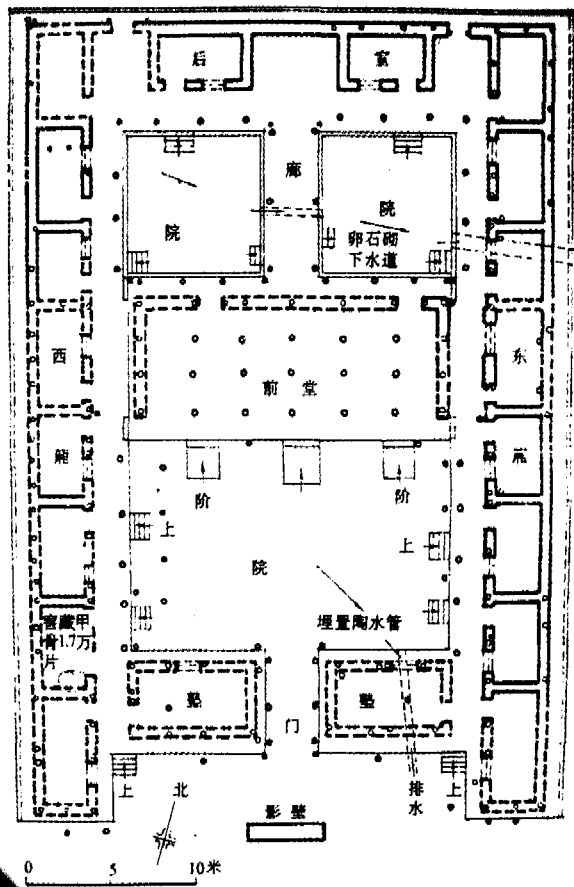 后 室
廊
院
院
卵石砌
下水道
西
东
前 堂
厢
厢
阶
阶
上
上
院
窖藏甲
骨1.7万
片
埋置陶水管
塾
塾
门
上
北
排水
上
影壁
0 5 10米